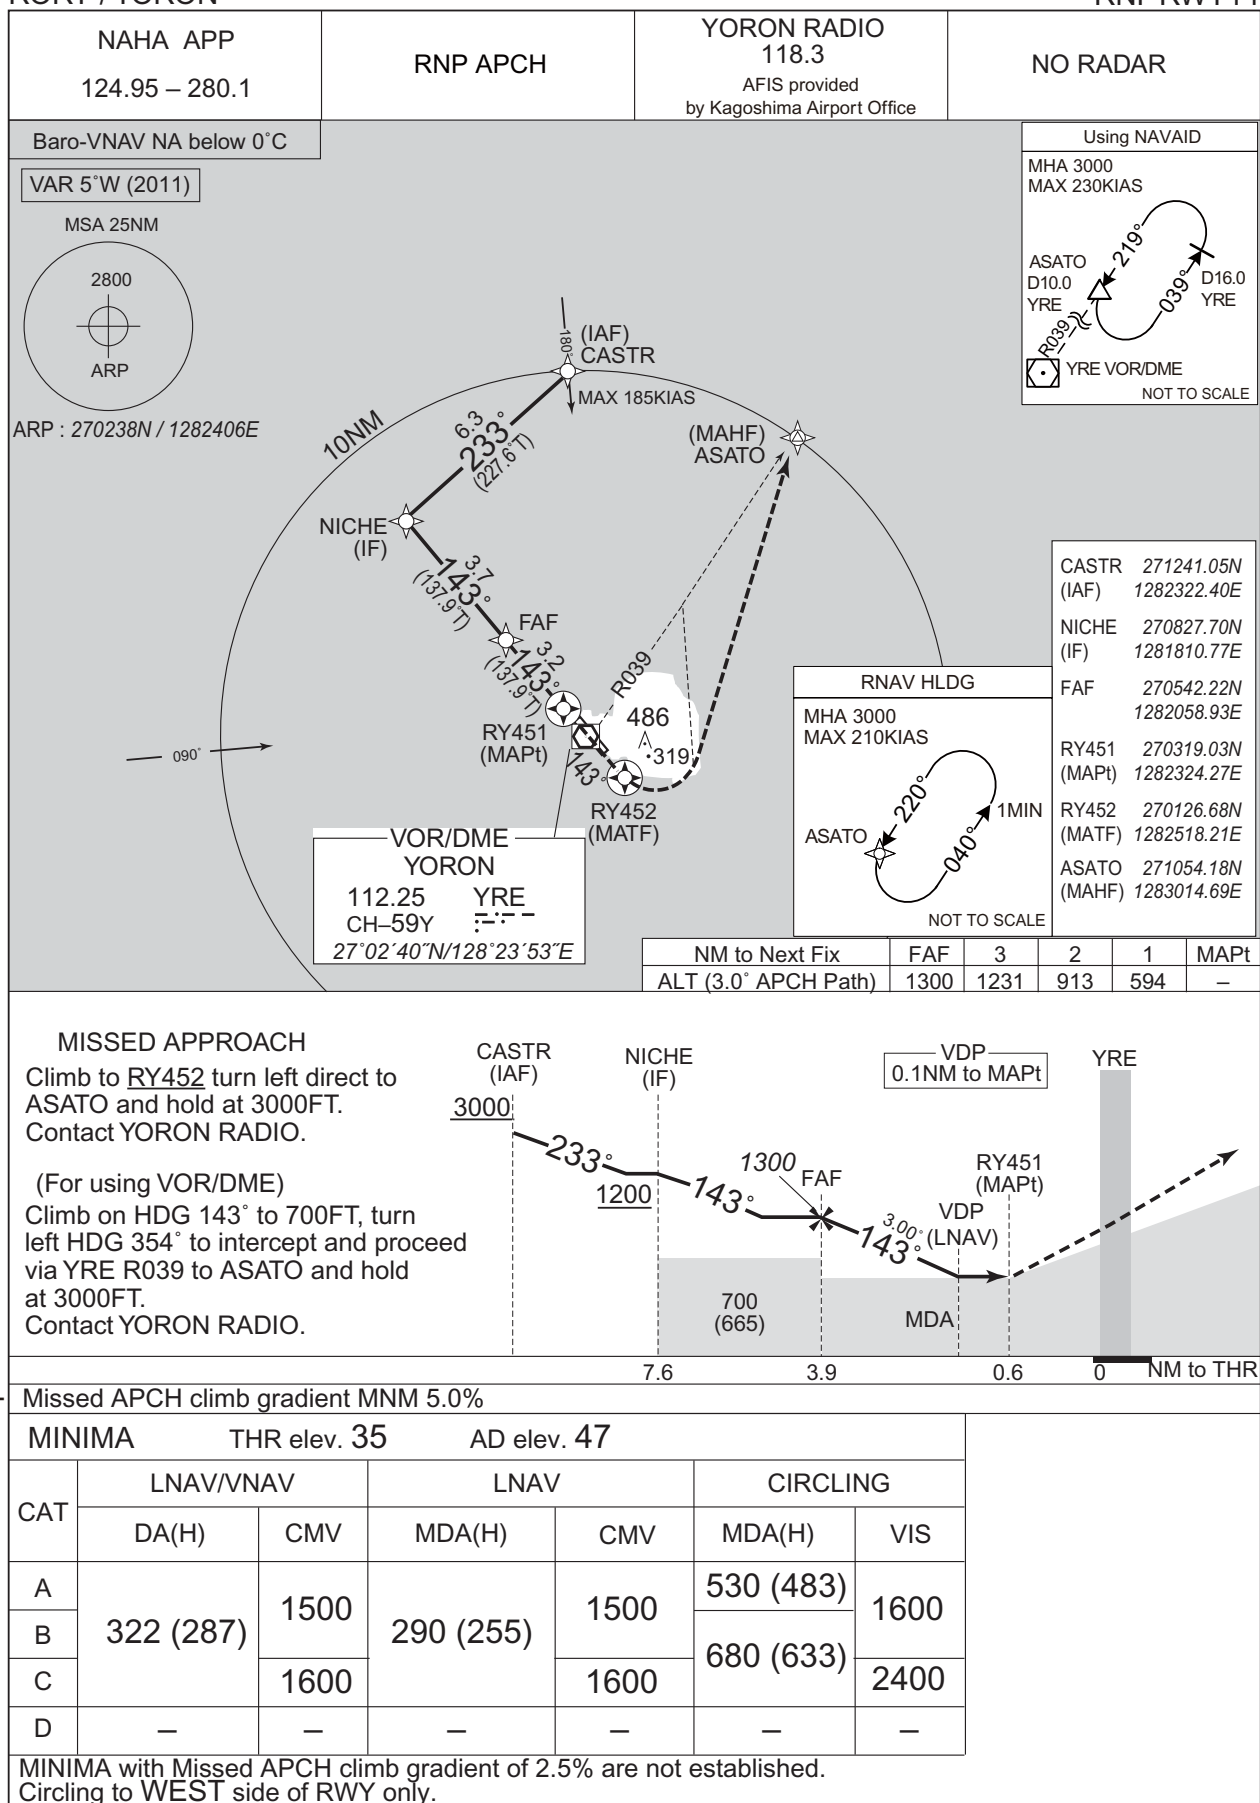 NAHA APP
124.95 – 280.1
RNP APCH
YORON RADIO
118.3
AFIS provided
by Kagoshima Airport Office
NO RADAR
Baro-VNAV NA below 0˚C
VAR 5˚W (2011)
MSA 25NM
2800
ARP
ARP : 270238N / 1282406E
Using NAVAID
MHA 3000
MAX 230KIAS
219°
039°
ASATO
D10.0
YRE
D16.0
YRE
R039
YRE VOR/DME
NOT TO SCALE
180°
(IAF)
CASTR
MAX 185KIAS
10NM
6.3
233°
(227.6°T)
(MAHF)
ASATO
NICHE
(IF)
3.7
143°
(137.9°T)
FAF
3.2
143°
(137.9°T)
R039
RY451
(MAPt)
486
319
143°
090°
RY452
(MATF)
VOR/DME
YORON
112.25 YRE
CH–59Y
27°02´40˝N/128°23´53˝E
RNAV HLDG
MHA 3000
MAX 210KIAS
220°
040°
1MIN
ASATO
NOT TO SCALE
CASTR 271241.05N
(IAF) 1282322.40E
NICHE 270827.70N
(IF) 1281810.77E
FAF 270542.22N
1282058.93E
RY451 270319.03N
(MAPt) 1282324.27E
RY452 270126.68N
(MATF) 1282518.21E
ASATO 271054.18N
(MAHF) 1283014.69E
NM to Next Fix FAF 3 2 1 MAPt
ALT (3.0˚ APCH Path) 1300 1231 913 594 –
MISSED APPROACH
Climb to RY452 turn left direct to
ASATO and hold at 3000FT.
Contact YORON RADIO.
(For using VOR/DME)
Climb on HDG 143˚ to 700FT, turn
left HDG 354˚ to intercept and proceed
via YRE R039 to ASATO and hold
at 3000FT.
Contact YORON RADIO.
CASTR
(IAF)
NICHE
(IF)
VDP
0.1NM to MAPt
YRE
3000
233°
1200
143°
1300
FAF
3.00°
143°
RY451
(MAPt)
VDP
(LNAV)
700
(665)
MDA
7.6 3.9 0.6 0 NM to THR
Missed APCH climb gradient MNM 5.0%
MINIMA THR elev. 35 AD elev. 47
CAT LNAV/VNAV LNAV CIRCLING
DA(H) CMV MDA(H) CMV MDA(H) VIS
A 322 (287) 1500 290 (255) 1500 530 (483) 1600
B 680 (633)
C 1600 1600 2400
D – – – – – –
MINIMA with Missed APCH climb gradient of 2.5% are not established.
Circling to WEST side of RWY only.